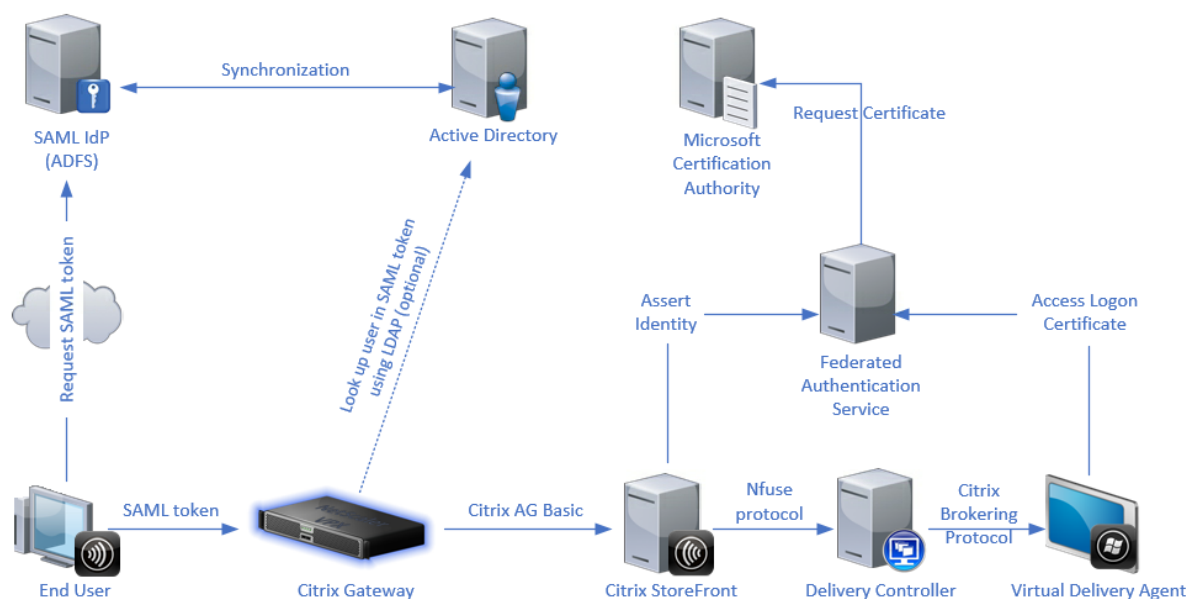 Synchronization
SAML IdP
(ADFS)
Active Directory
Request Certificate
Microsoft
Certification
Authority
Request SAML token
Look up user in SAML token
using LDAP (optional)
Assert
Identity
Access Logon
Certificate
Federated
Authentication
Service
SAML token
Citrix AG Basic
Nfuse
protocol
Citrix
Brokering
Protocol
End User
Citrix Gateway
Citrix StoreFront
Delivery Controller
Virtual Delivery Agent